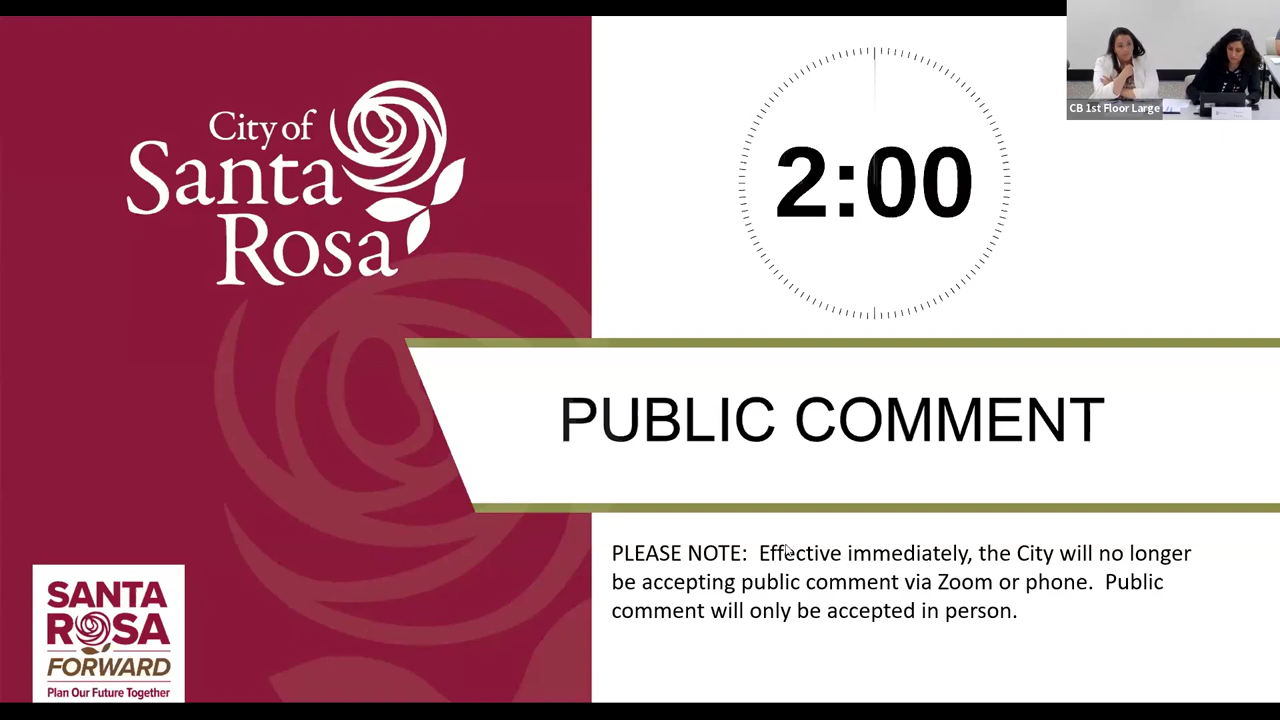 City of
Santa
Rosa
2:00
CB 1st Floor Large
PUBLIC COMMENT
PLEASE NOTE:  Effective immediately, the City will no longer
be accepting public comment via Zoom or phone.  Public
comment will only be accepted in person.
SANTA
ROSA
FORWARD
Plan Our Future Together